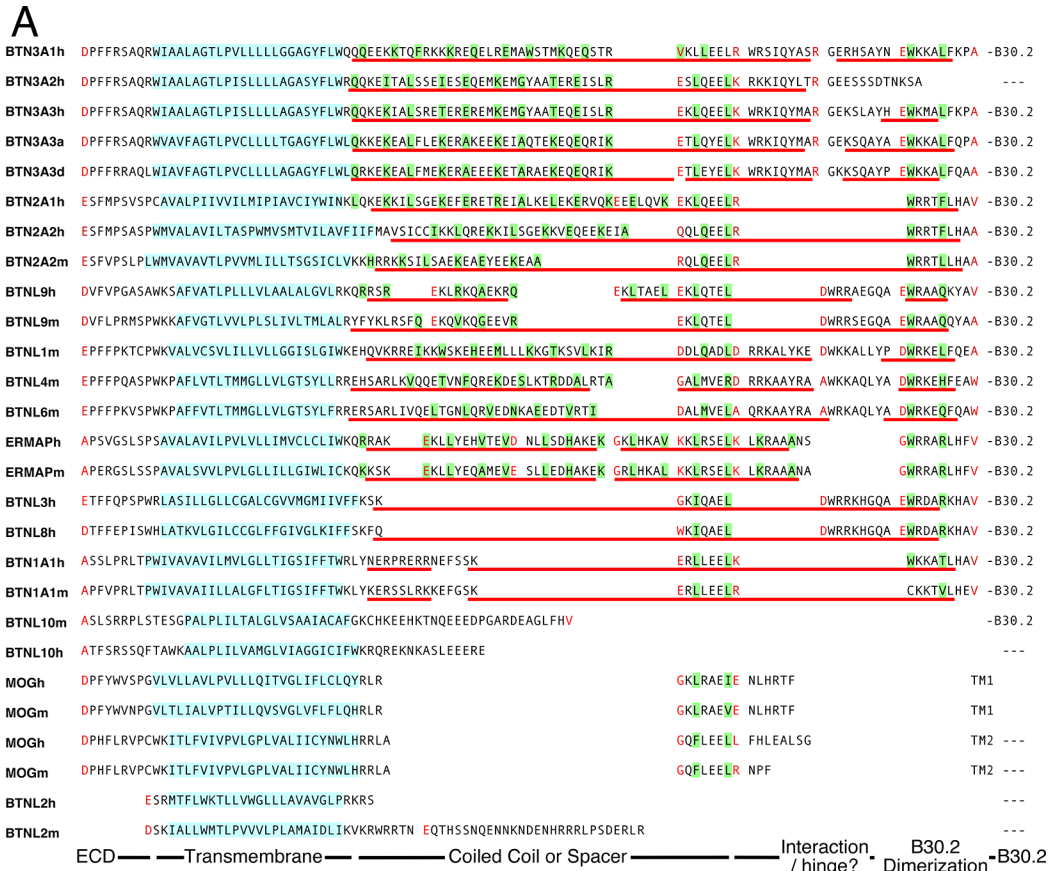 A
BTN3A1h DPFFRSAQRWIAALAGTLPVLLLLLGGAGYFLWQQQEEKKTQFRKKKREQELREMAWSTMKQEQSTR VKLLEELR WRSIQYASR GERHSAYN EWKKALFKPA -B30.2
BTN3A2h DPFFRSAQRWIAALAGTLPISLLLLAGASYFLWRQQKEITALSSEIESEQEMKEMGYAATEREISLR ESLQEELK RKKIQYLTR GEESSSDTNKSA ---
BTN3A3h DPFFRSAQRWIAALAGTLPISLLLLAGASYFLWRQQKEKIALSRETEREREMKEMGYAATEQEISLR EKLQEELK WRKIQYMAR GEKSLAYH EWKMALFKPA -B30.2
BTN3A3a DPFFRSAQRWVAVFAGTLPVCLLLLTGAGYFLWLQKKEKEALFLEKERAKEEKEIAQTEKEQEQRIK ETLQYELK WRKIQYMAR GEKSQAYA EWKKALFQPA -B30.2
BTN3A3d DPFFRRAQLWIAVFAGTLPVCLLLLAGAGYFLWLQRKEKEALFMEKERAEEEKETARAEKEQEQRIK ETLEYELK WRKIQYMAR GKKSQAYP EWKKALFQAA -B30.2
BTN2A1h ESFMPSVSPCAVALPIIVVILMIPIAVCIYWINKLQKEKKILSGEKEFERETREIALKELEKERVQKEEELQVK EKLQEELR WRRTFLHAV -B30.2
BTN2A2h ESFMPSASPWMVALAVILTASPWMVSMTVILAVFIIFMAVSICCIKKLQREKKILSGEKKVEQEEKEIA QQLQEELR WRRTFLHAA -B30.2
BTN2A2m ESFVPSLPLWMVAVAVTLPVVMLILLTSGSICLVKKHRRKKSILSAEKEAEYEEKEAA RQLQEELR WRRTLLHAA -B30.2
BTNL9h DVFVPGASAWKSAFVATLPLLLVLAALALGVLRKQRRSR EKLRKQAEKRQ EKLTAEL EKLQTEL DWRRAEGQA EWRAAQKYAV -B30.2
BTNL9m DVFLPRMSPWKKAFVGTLVVLPLSLIVLTMLALRYFYKLRSFQ EKQVKQGEEVR EKLQTEL DWRRSEGQA EWRAAQQYAA -B30.2
BTNL1m EPFFPKTCPWKVALVCSVLILLVLLGGISLGIWKEHQVKRREIKKWSKEHEEMLLLKKGTKSVLKIR DDLQADLD RRKALYKE DWKKALLYP DWRKELFQEA -B30.2
BTNL4m EPFFPQASPWKPAFLVTLTMMGLLVLGTSYLLRREHSARLKVQQETVNFQREKDESLKTRDDALRTA GALMVERD RRKAAYRA AWKKAQLYA DWRKEHFEAW -B30.2
BTNL6m EPFFPKVSPWKPAFFVTLTMMGLLVLGTSYFLRRERSARLIVQELTGNLQRVEDNKAEEDTVRTI DALMVELA QRKAAYRA AWRKAQLYA DWRKEQFQAW -B30.2
ERMAPh APSVGSLSPSAVALAVILPVLVLLIMVCLCLIWKQRRAK EKLLYEHVTEVD NLLSDHAKEK GKLHKAV KKLRSELK LKRAAANS GWRRARLHFV -B30.2
ERMAPm APERGSLSSPAVALSVVLPVLGLLILLGIWLICKQKKSK EKLLYEQAMEVE SLLEDHAKEK GRLHKAL KKLRSELK LKRAAANA GWRRARLHFV -B30.2
BTNL3h ETFFQPSPWRLASILLGLLCGALCGVVMGMIIVFFKSK GKIQAEL DWRRKHGQA EWRDARKHAV -B30.2
BTNL8h DTFFEPISWHLATKVLGILCCGLFFGIVGLKIFFSKFQ WKIQAEL DWRRKHGQA EWRDARKHAV -B30.2
BTN1A1h ASSLPRLTPWIVAVAVILMVLGLLTIGSIFFTWRLYNERPRERRNEFSSK ERLLEELK WKKATLHAV -B30.2
BTN1A1m APFVPRLTPWIVAVAIILLALGFLTIGSIFFTWKLYKERSSLRKKEFGSK ERLLEELR CKKTVLHEV -B30.2
BTNL10m ASLSRRPLSTESGPALPLILTALGLVSAAIACAFGKCHKEEHKTNQEEEDPGARDEAGLFHV -B30.2
BTNL10h ATFSRSSQFTAWKAALPLILVAMGLVIAGGICIFWKRQREKNKASLEEERE ---
MOGh DPFYWVSPGVLVLLAVLPVLLLQITVGLIFLCLQYRLR GKLRAEIE NLHRTF TM1
MOGm DPFYWVNPGVLTLIALVPTILLQVSVGLVFLFLQHRLR GKLRAEVE NLHRTF TM1
MOGh DPHFLRVPCWKITLFVIVPVLGPLVALIICYNWLHRRLA GQFLEELL FHLEALSG TM2 ---
MOGm DPHFLRVPCWKITLFVIVPVLGPLVALIICYNWLHRRLA GQFLEELR NPF TM2 ---
BTNL2h ESRMTFLWKTLLVWGLLLAVAVGLPRKRS ---
BTNL2m DSKIALLWMTLPVVVLPLAMAIDLIKVKRWRRTN EQTHSSNQENNKNDENHRRRLPSDERLR ---
ECD Transmembrane Coiled Coil or Spacer Interaction / hinge? B30.2 Dimerization B30.2